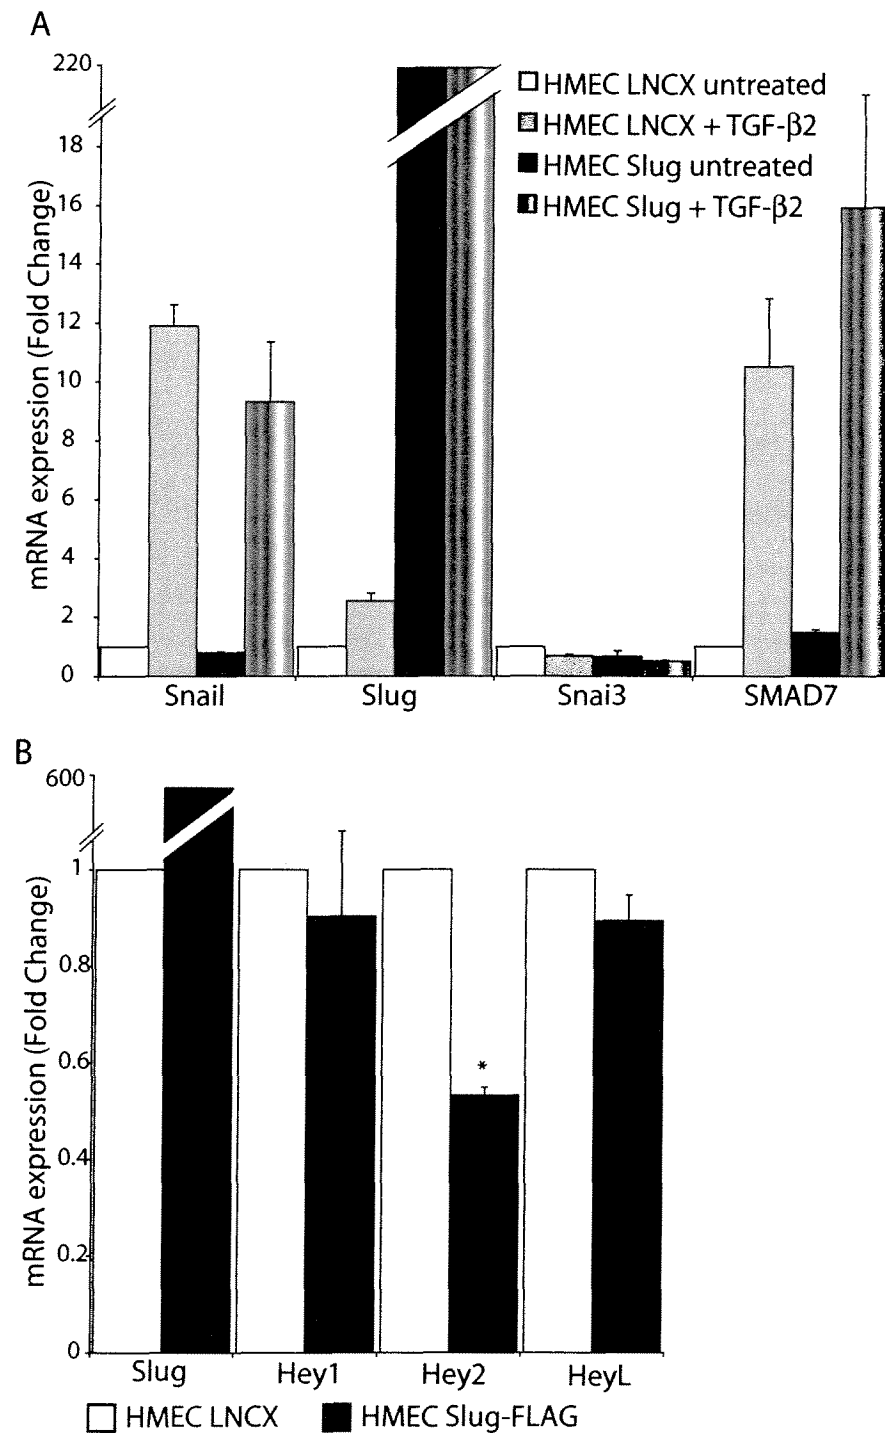 A
mRNA expression (Fold Change)
220
18
16
14
12
10
8
6
4
2
0
HMEC LNCX untreated
HMEC LNCX + TGF-β2
HMEC Slug untreated
HMEC Slug + TGF-β2
Snail Slug Snai3 SMAD7
B
mRNA expression (Fold Change)
600
1
0.8
0.6
0.4
0.2
0
*
Slug Hey1 Hey2 HeyL
HMEC LNCX HMEC Slug-FLAG